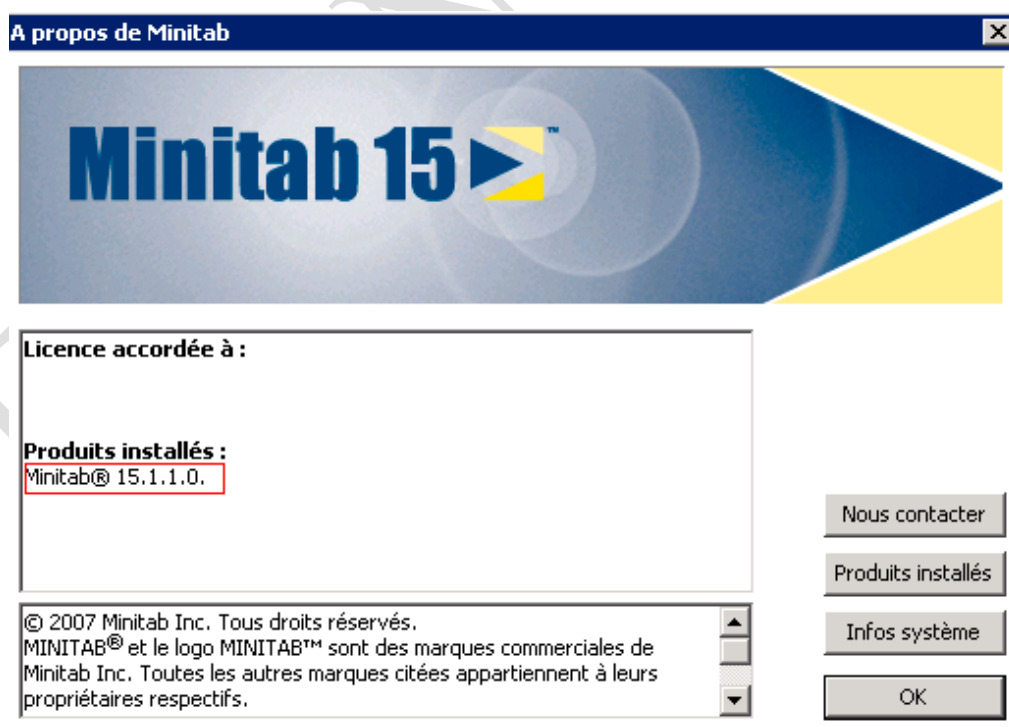 A propos de Minitab
Minitab 15 ™
Licence accordée à :
Produits installés :
Minitab® 15.1.1.0.
Nous contacter
Produits installés
Infos système
OK
© 2007 Minitab Inc. Tous droits réservés.
MINITAB® et le logo MINITAB™ sont des marques commerciales de
Minitab Inc. Toutes les autres marques citées appartiennent à leurs
propriétaires respectifs.